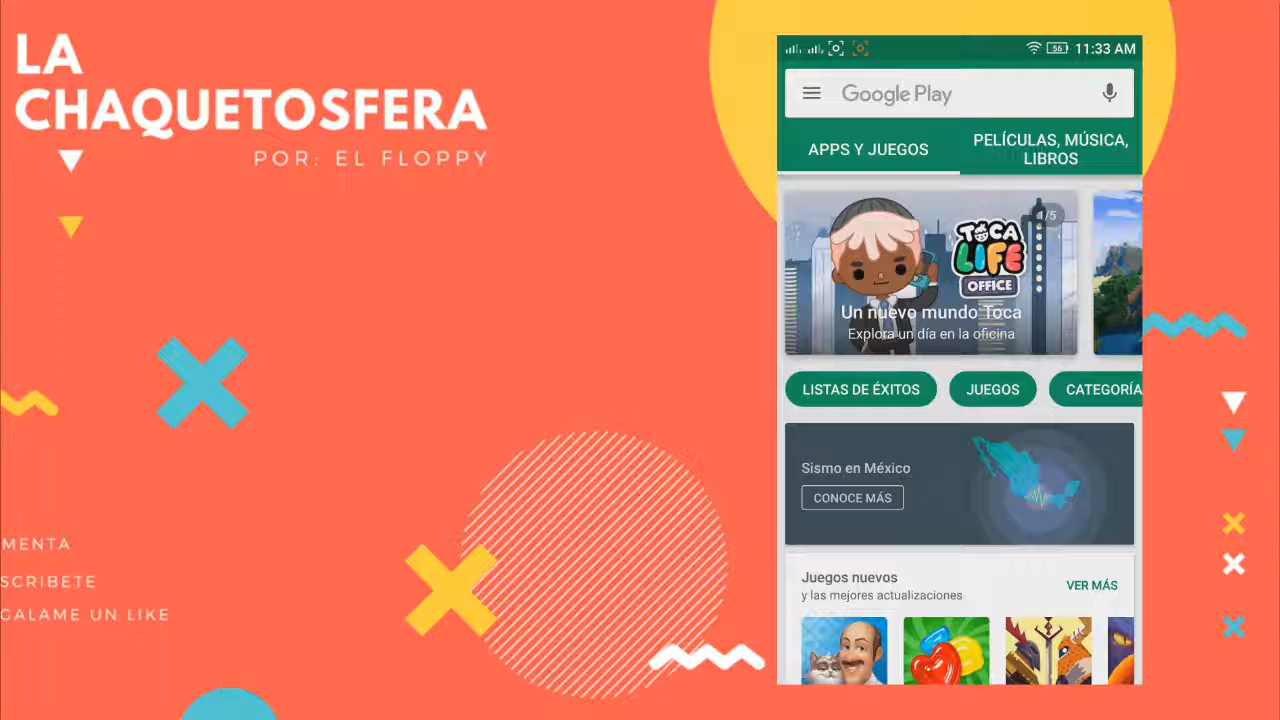 LA
CHAQUETOSFERA
POR: EL FLOPPY
MENTA
SCRIBETE
GALAME UN LIKE
56 11:33 AM
Google Play
APPS Y JUEGOS
PELÍCULAS, MÚSICA,
LIBROS
1/5
TOCA
LIFE
OFFICE
Un nuevo mundo Toca
Explora un día en la oficina
LISTAS DE ÉXITOS
JUEGOS
CATEGORÍA
Sismo en México
CONOCE MÁS
Juegos nuevos
y las mejores actualizaciones
VER MÁS